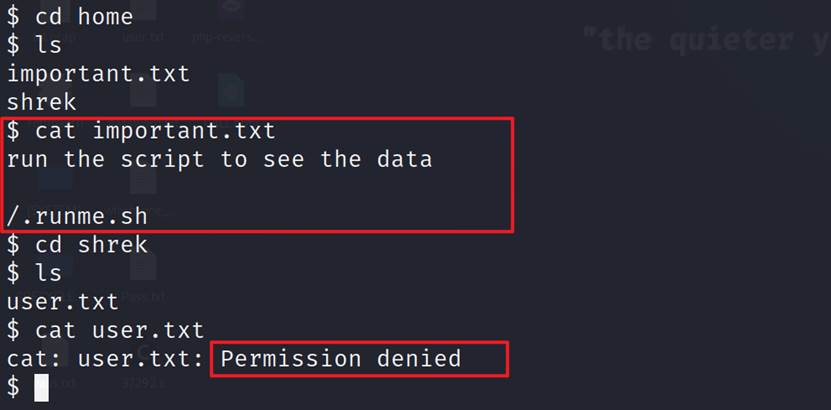 $ cd home
$ ls
"the quieter y
important.txt
shrek
$ cat important.txt
run the script to see the data
/.runme.sh
$ cd shrek
$ ls
user.txt
$ cat user.txt
cat: user.txt: Permission denied
$